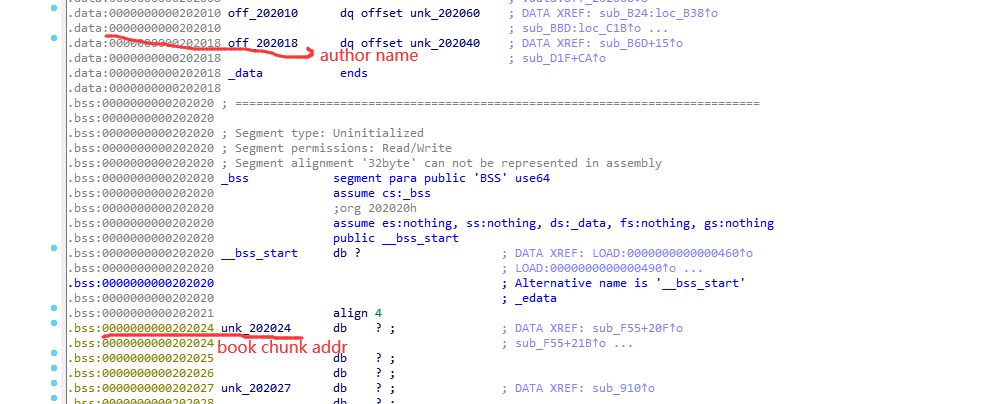 .data:0000000000202010 off_202010 dq offset unk_202060 ; DATA XREF: sub_B24:loc_B38↑o
.data:0000000000202010 ; sub_BBD:loc_C1B↑o ...
.data:0000000000202018 off_202018 dq offset unk_202040 ; DATA XREF: sub_B6D+15↑o
author name
.data:0000000000202018 ; sub_D1F+CA↑o
.data:0000000000202018 _data ends
.data:0000000000202018
.bss:0000000000202020 ; ===========================================================================
.bss:0000000000202020
.bss:0000000000202020 ; Segment type: Uninitialized
.bss:0000000000202020 ; Segment permissions: Read/Write
.bss:0000000000202020 ; Segment alignment '32byte' can not be represented in assembly
.bss:0000000000202020 _bss segment para public 'BSS' use64
.bss:0000000000202020 assume cs:_bss
.bss:0000000000202020 ;org 202020h
.bss:0000000000202020 assume es:nothing, ss:nothing, ds:_data, fs:nothing, gs:nothing
.bss:0000000000202020 public __bss_start
.bss:0000000000202020 __bss_start db ? ; DATA XREF: LOAD:0000000000000460↑o
.bss:0000000000202020 ; LOAD:0000000000000490↑o ...
.bss:0000000000202020 ; Alternative name is '__bss_start'
.bss:0000000000202020 ; _edata
.bss:0000000000202021 align 4
.bss:0000000000202024 unk_202024 db ? ; ; DATA XREF: sub_F55+20F↑o
.bss:0000000000202024 ; sub_F55+21B↑o ...
book chunk addr
.bss:0000000000202025 db ? ;
.bss:0000000000202026 db ? ;
.bss:0000000000202027 unk_202027 db ? ; ; DATA XREF: sub_910↑o
.bss:0000000000202028 db ? ;